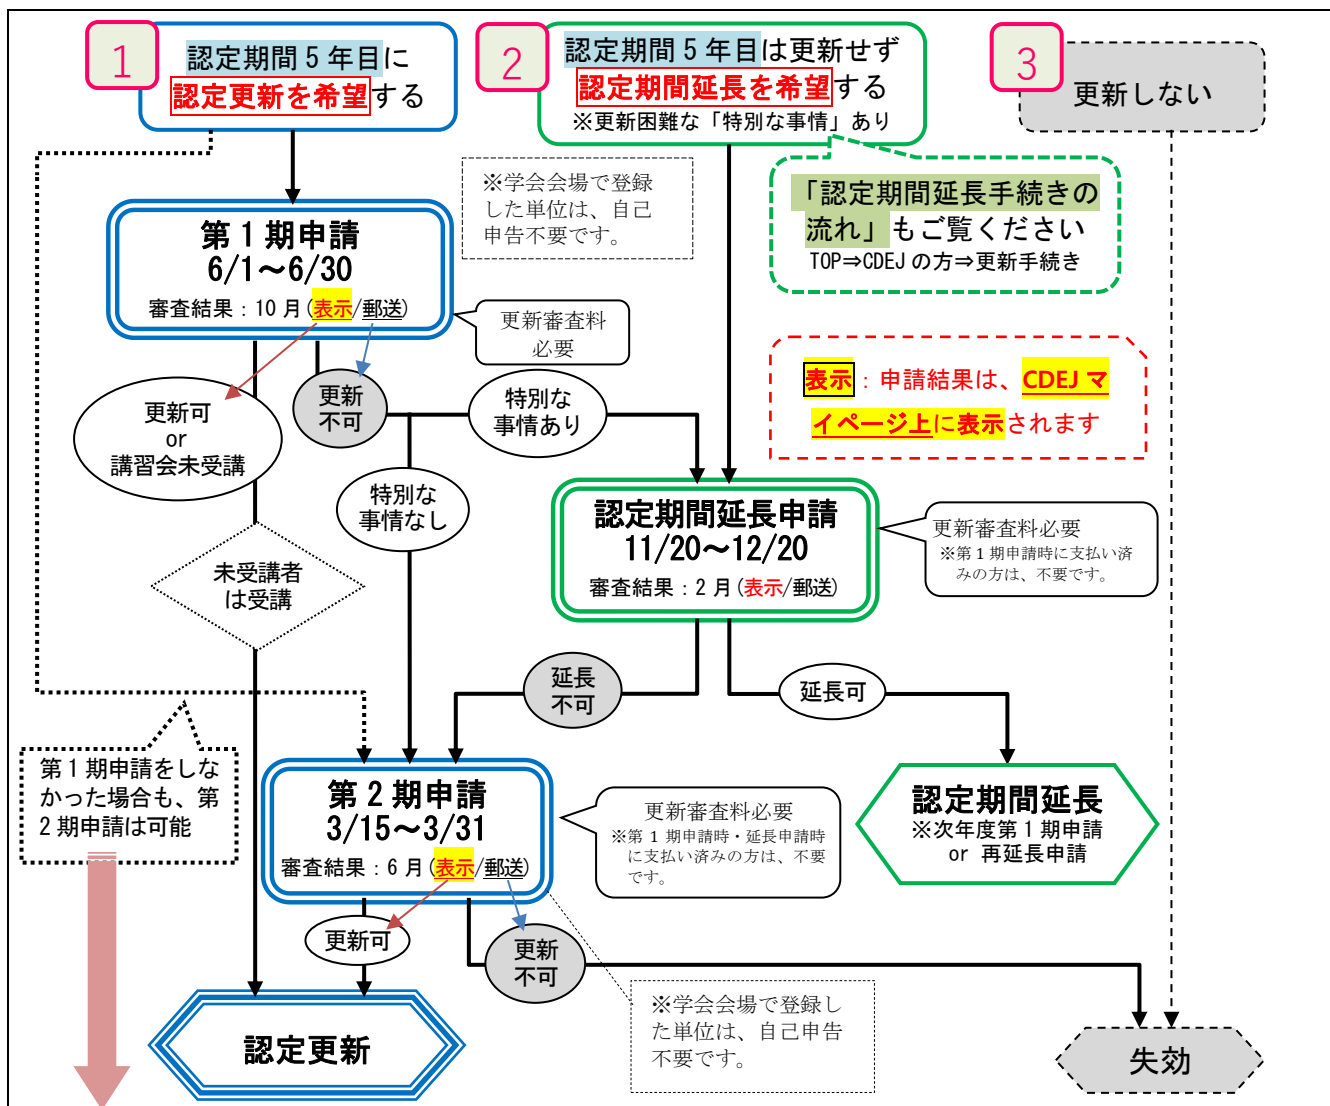 1
認定期間5年目に
認定更新を希望する
2
認定期間5年目は更新せず
認定期間延長を希望する
※更新困難な「特別な事情」あり
3
更新しない
※学会会場で登録
した単位は、自己
申告不要です。
「認定期間延長手続きの
流れ」もご覧ください
TOP⇒CDEJの方⇒更新手続き
第1期申請
6/1～6/30
審査結果：10月(表示/郵送)
更新審査料
必要
表示：申請結果は、CDEJマ
イページ上に表示されます
更新可
or
講習会未受講
更新
不可
特別な
事情あり
特別な
事情なし
認定期間延長申請
11/20～12/20
審査結果：2月(表示/郵送)
更新審査料必要
※第1期申請時に支払い済
みの方は、不要です。
未受講者
は受講
延長
不可
延長可
第1期申請をしな
かった場合も、第
2期申請は可能
第2期申請
3/15～3/31
審査結果：6月(表示/郵送)
更新審査料必要
※第1期申請時・延長申請時
に支払い済みの方は、不要
です。
認定期間延長
※次年度第1期申請
or 再延長申請
更新可
更新
不可
※学会会場で登録し
た単位は、自己申告
不要です。
認定更新
失効